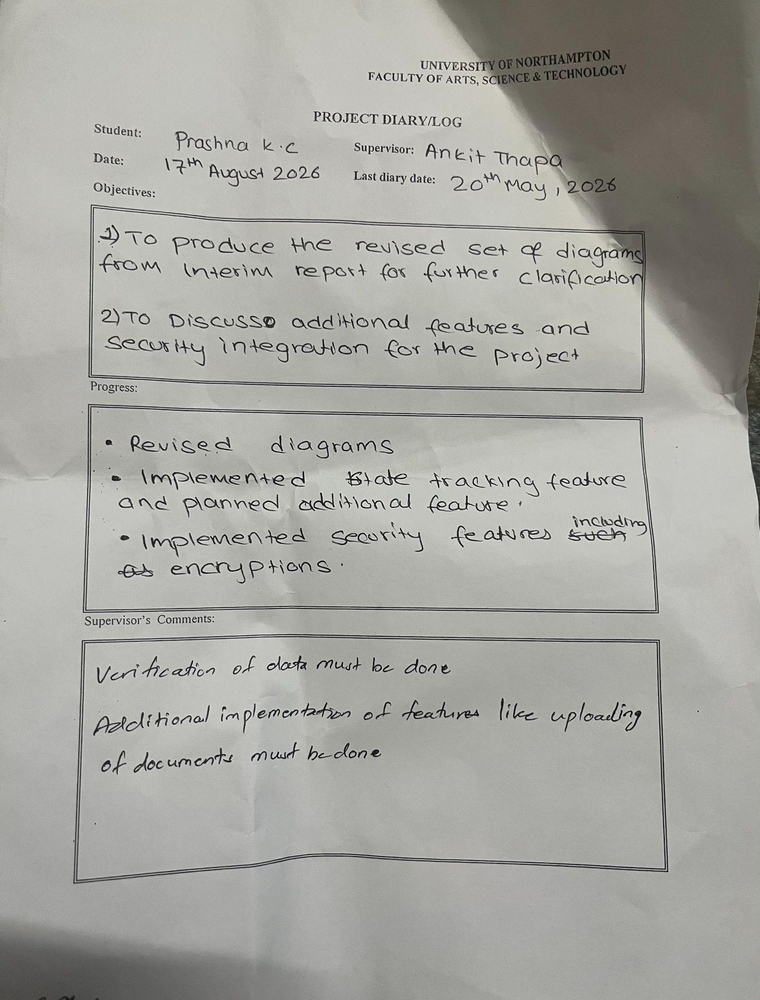 UNIVERSITY OF NORTHAMPTON
FACULTY OF ARTS, SCIENCE & TECHNOLOGY
PROJECT DIARY/LOG
Student: Prashna K.C Supervisor: Ankit Thapa
Date: 17th August 2026 Last diary date: 20th May, 2026
Objectives:
1) To produce the revised set of diagrams
from Interim report for further clarification
2) To Discuss additional features and
security integration for the project
Progress:
• Revised diagrams
• Implemented state tracking feature
and planned additional feature.
• Implemented security features such including
as encryptions.
Supervisor's Comments:
Verification of data must be done
Additional implementation of features like uploading
of documents must be done